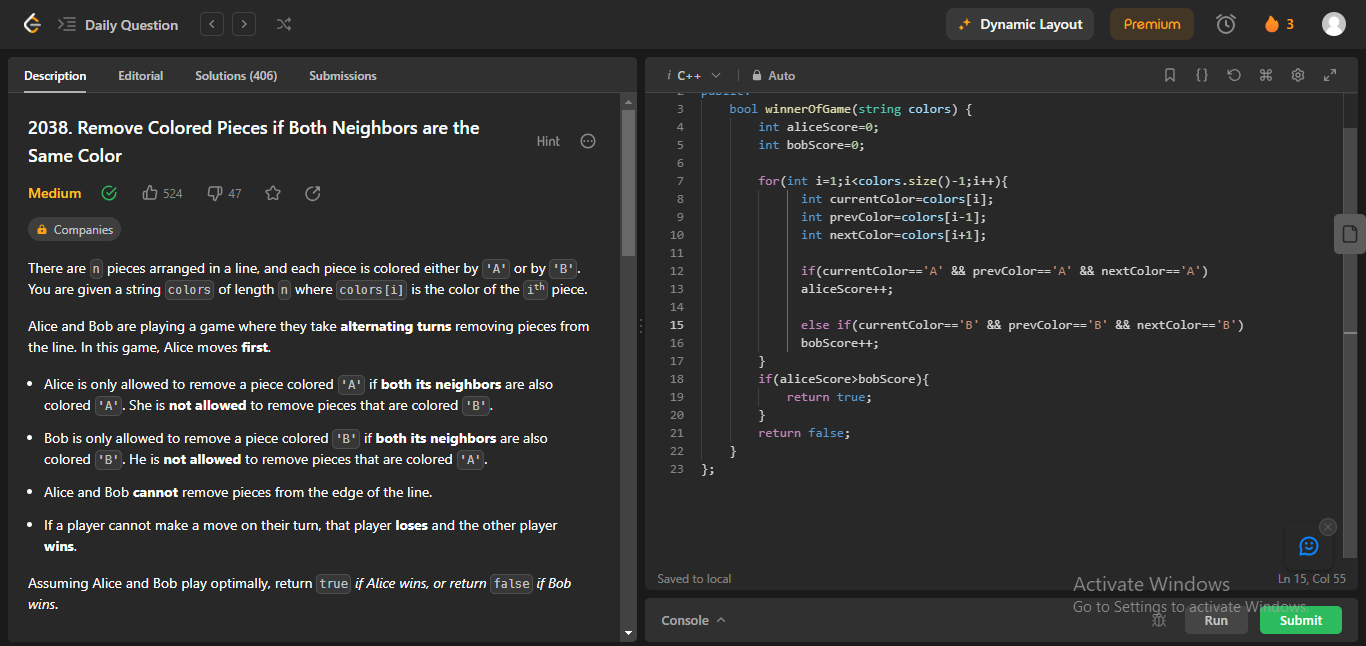 Daily Question
Dynamic Layout
Premium
3
Description
Editorial
Solutions (406)
Submissions
2038. Remove Colored Pieces if Both Neighbors are the
Same Color
Hint
Medium
524
47
Companies
There are n pieces arranged in a line, and each piece is colored either by 'A' or by 'B'.
You are given a string colors of length n where colors[i] is the color of the ith piece.
Alice and Bob are playing a game where they take alternating turns removing pieces from
the line. In this game, Alice moves first.
• Alice is only allowed to remove a piece colored 'A' if both its neighbors are also
colored 'A'. She is not allowed to remove pieces that are colored 'B'.
• Bob is only allowed to remove a piece colored 'B' if both its neighbors are also
colored 'B'. He is not allowed to remove pieces that are colored 'A'.
• Alice and Bob cannot remove pieces from the edge of the line.
• If a player cannot make a move on their turn, that player loses and the other player
wins.
Assuming Alice and Bob play optimally, return true if Alice wins, or return false if Bob
wins.
i C++
Auto
2 public:
3 bool winnerOfGame(string colors) {
4 int aliceScore=0;
5 int bobScore=0;
6
7 for(int i=1;i<colors.size()-1;i++){
8 int currentColor=colors[i];
9 int prevColor=colors[i-1];
10 int nextColor=colors[i+1];
11
12 if(currentColor=='A' && prevColor=='A' && nextColor=='A')
13 aliceScore++;
14
15 else if(currentColor=='B' && prevColor=='B' && nextColor=='B')
16 bobScore++;
17 }
18 if(aliceScore>bobScore){
19 return true;
20 }
21 return false;
22 }
23 };
Saved to local
Ln 15, Col 55
Activate Windows
Go to Settings to activate Windows.
Console
Run
Submit